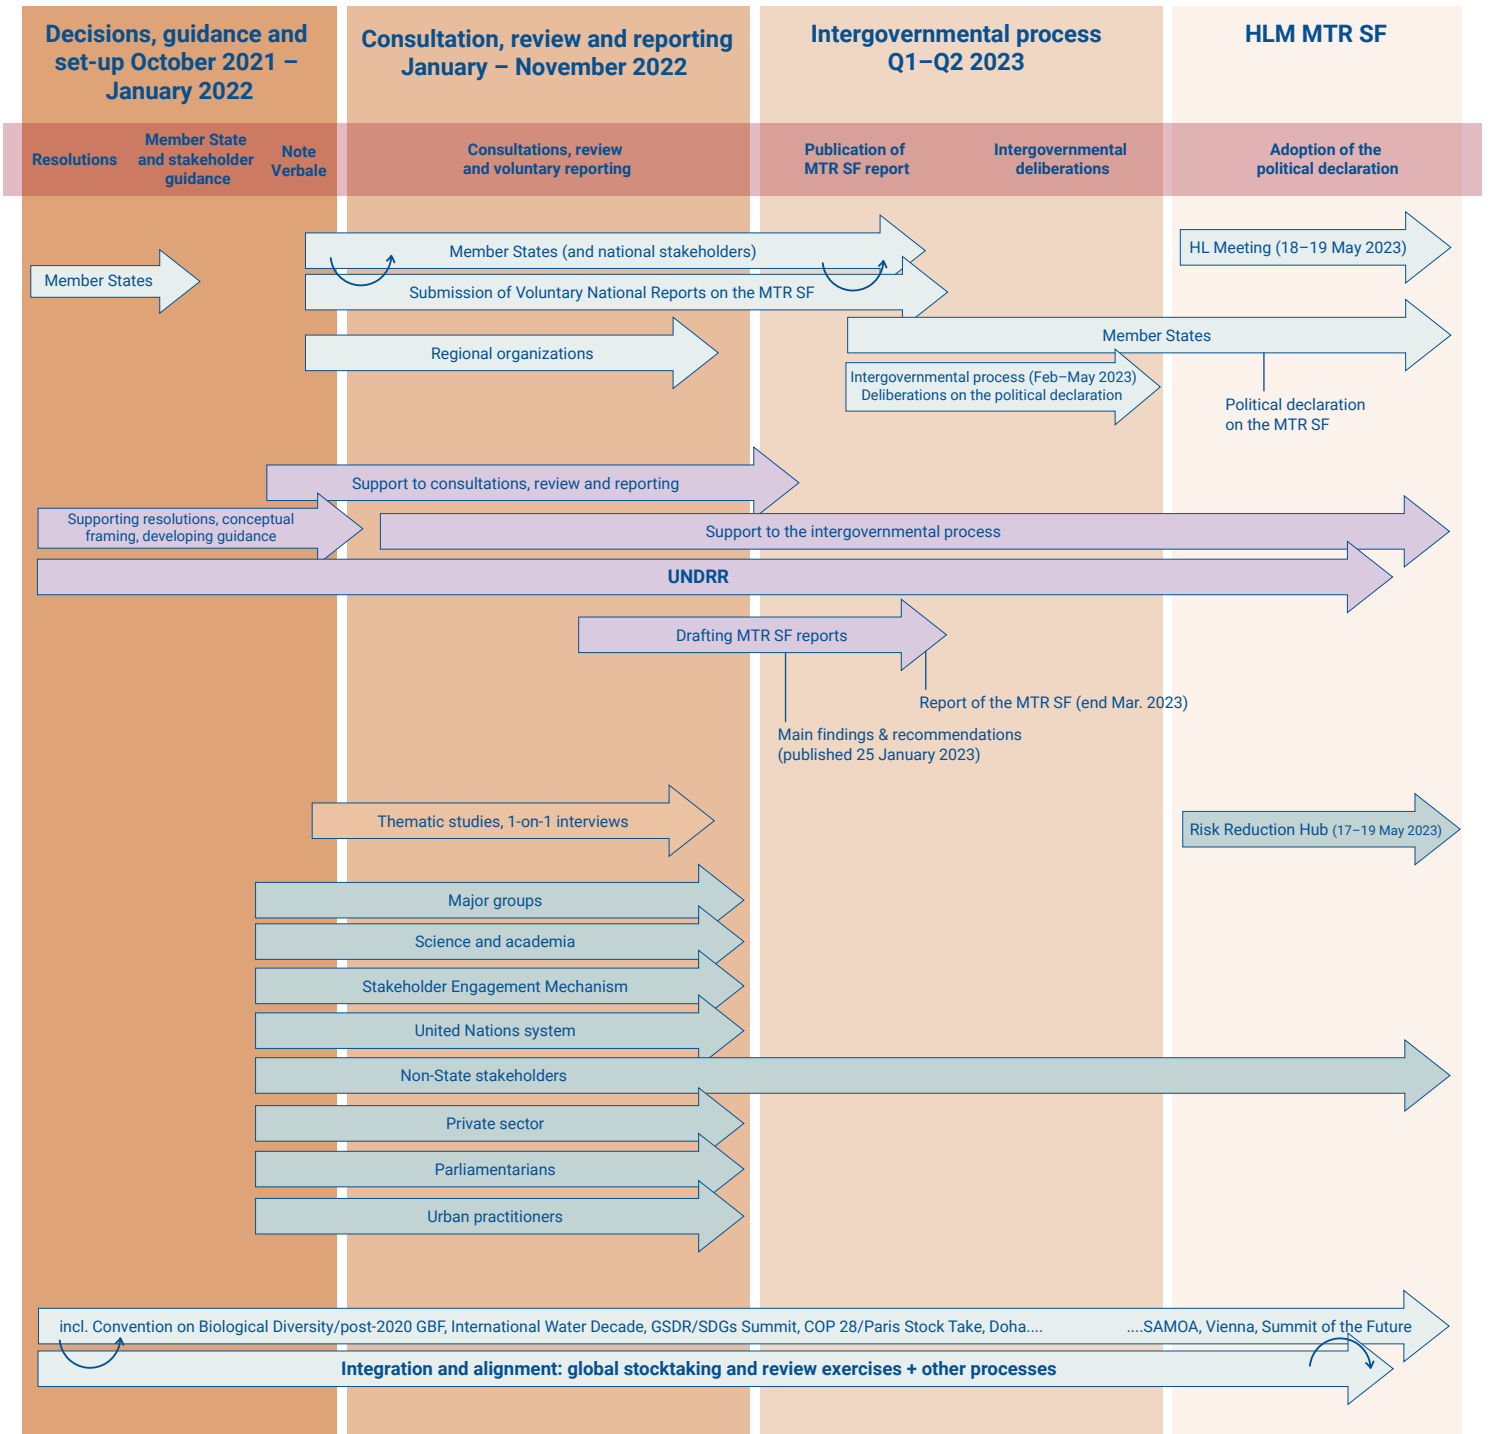 Decisions, guidance and
set-up October 2021 –
January 2022
Consultation, review and reporting
January – November 2022
Intergovernmental process
Q1–Q2 2023
HLM MTR SF
Resolutions
Member State
and stakeholder
guidance
Note
Verbale
Consultations, review
and voluntary reporting
Publication of
MTR SF report
Intergovernmental
deliberations
Adoption of the
political declaration
Member States
Member States (and national stakeholders)
HL Meeting (18–19 May 2023)
Submission of Voluntary National Reports on the MTR SF
Member States
Regional organizations
Intergovernmental process (Feb–May 2023)
Deliberations on the political declaration
Political declaration
on the MTR SF
Support to consultations, review and reporting
Supporting resolutions, conceptual
framing, developing guidance
Support to the intergovernmental process
UNDRR
Drafting MTR SF reports
Report of the MTR SF (end Mar. 2023)
Main findings & recommendations
(published 25 January 2023)
Thematic studies, 1-on-1 interviews
Risk Reduction Hub (17–19 May 2023)
Major groups
Science and academia
Stakeholder Engagement Mechanism
United Nations system
Non-State stakeholders
Private sector
Parliamentarians
Urban practitioners
incl. Convention on Biological Diversity/post-2020 GBF, International Water Decade, GSDR/SDGs Summit, COP 28/Paris Stock Take, Doha.... ....SAMOA, Vienna, Summit of the Future
Integration and alignment: global stocktaking and review exercises + other processes